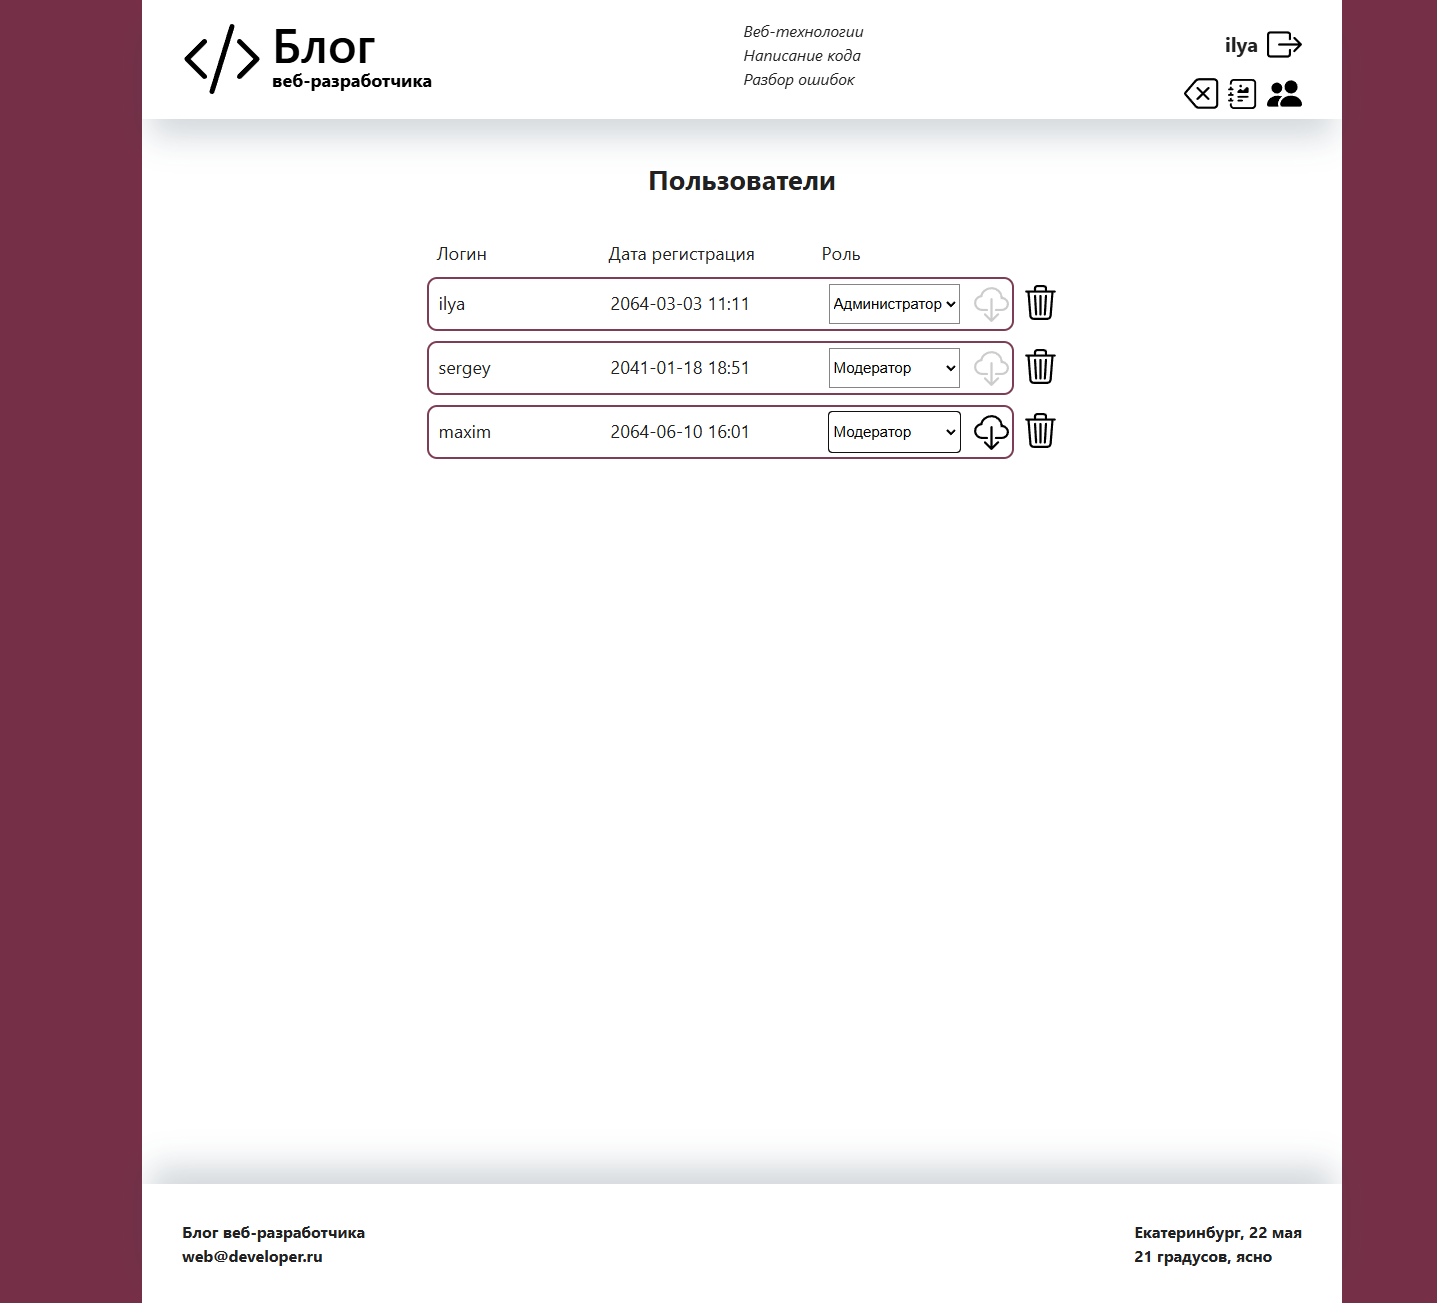 Блог
веб-разработчика
Веб-технологии
Написание кода
Разбор ошибок
ilya
Пользователи
Логин Дата регистрация Роль
ilya 2064-03-03 11:11 Администратор
sergey 2041-01-18 18:51 Модератор
maxim 2064-06-10 16:01 Модератор
Блог веб-разработчика
web@developer.ru
Екатеринбург, 22 мая
21 градусов, ясно